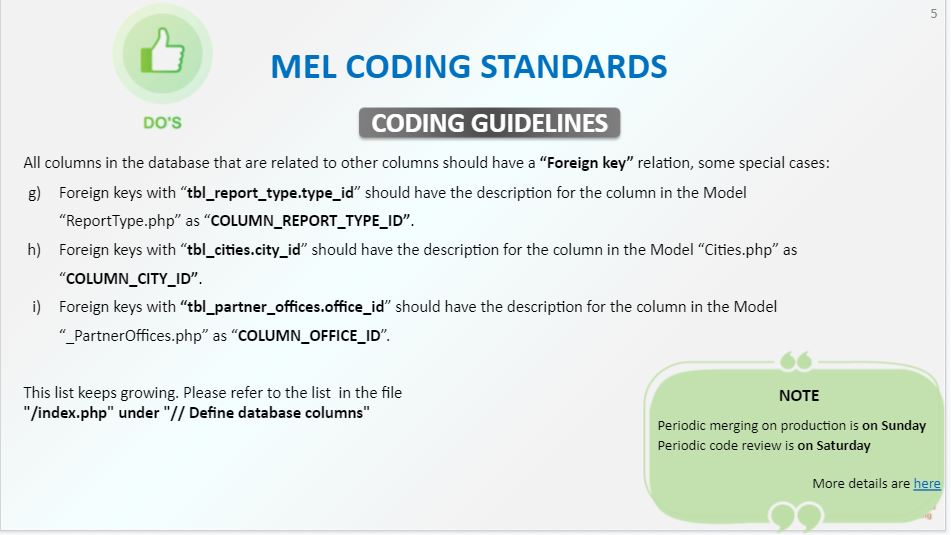 5
MEL CODING STANDARDS
DO'S
CODING GUIDELINES
All columns in the database that are related to other columns should have a “Foreign key” relation, some special cases:
g) Foreign keys with “tbl_report_type.type_id” should have the description for the column in the Model
“ReportType.php” as “COLUMN_REPORT_TYPE_ID”.
h) Foreign keys with “tbl_cities.city_id” should have the description for the column in the Model “Cities.php” as
“COLUMN_CITY_ID”.
i) Foreign keys with “tbl_partner_offices.office_id” should have the description for the column in the Model
“_PartnerOffices.php” as “COLUMN_OFFICE_ID”.
This list keeps growing. Please refer to the list in the file
"/index.php" under "// Define database columns"
NOTE
Periodic merging on production is on Sunday
Periodic code review is on Saturday
More details are here